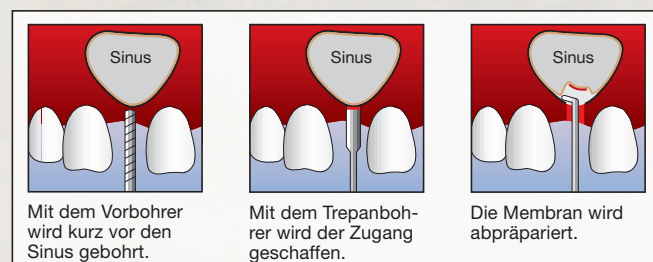 Sinus
Mit dem Vorbohrer
wird kurz vor den
Sinus gebohrt.
Sinus
Mit dem Trepanboh-
rer wird der Zugang
geschaffen.
Sinus
Die Membran wird
abpräpariert.